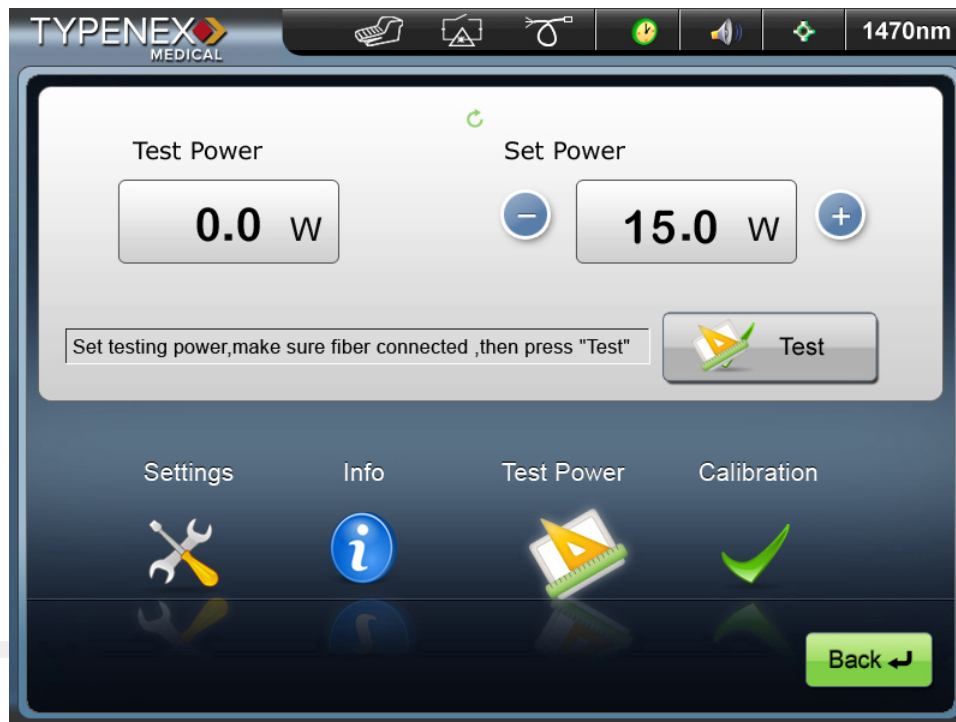 TYPENEX
MEDICAL
1470nm
Test Power
Set Power
0.0 W
15.0 W
Set testing power,make sure fiber connected ,then press "Test"
Test
Settings
Info
Test Power
Calibration
Back